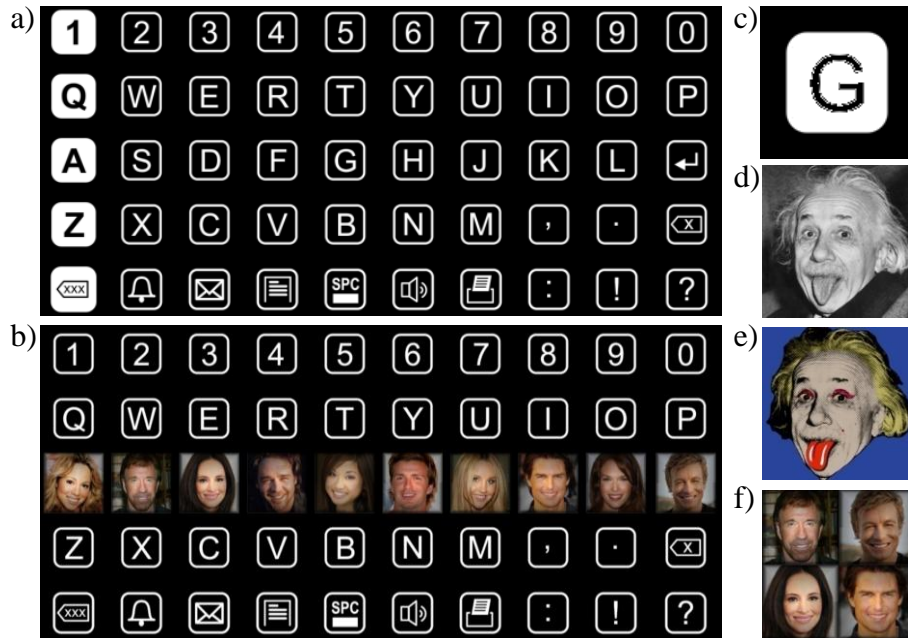 a)
1 2 3 4 5 6 7 8 9 0
Q W E R T Y U I O P
A S D F G H J K L
Z X C V B N M , . X
XXX SPC : ! ?
b)
1 2 3 4 5 6 7 8 9 0
Q W E R T Y U I O P
Z X C V B N M , . X
XXX SPC : ! ?
c)
G
d)
e)
f)